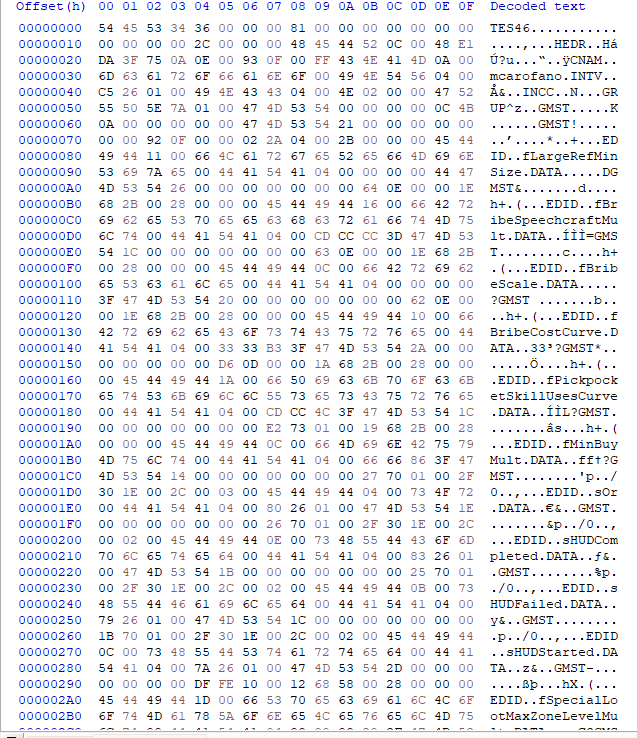 Offset(h) 00 01 02 03 04 05 06 07 08 09 0A 0B 0C 0D 0E 0F Decoded text
00000000 54 45 53 34 36 00 00 00 81 00 00 00 00 00 00 00 TES46...........
00000010 00 00 00 00 2C 00 00 00 48 45 44 52 0C 00 48 E1 ....,...HEDR..Há
00000020 DA 3F 75 0A 0E 00 93 0F 00 FF 43 4E 41 4D 0A 00 Ú?u...“..ÿCNAM..
00000030 6D 63 61 72 6F 66 61 6E 6F 00 49 4E 54 56 04 00 mcarofano.INTV..
00000040 C5 26 01 00 49 4E 43 43 04 00 4E 02 00 00 47 52 Å&..INCC..N...GR
00000050 55 50 5E 7A 01 00 47 4D 53 54 00 00 00 00 0C 4B UP^z..GMST.....K
00000060 0A 00 00 00 00 00 47 4D 53 54 21 00 00 00 00 00 ......GMST!.....
00000070 00 00 92 0F 00 00 02 2A 04 00 2B 00 00 00 45 44 ..’....*..+...ED
00000080 49 44 11 00 66 4C 61 72 67 65 52 65 66 4D 69 6E ID..fLargeRefMin
00000090 53 69 7A 65 00 44 41 54 41 04 00 00 00 00 44 47 Size.DATA.....DG
000000A0 4D 53 54 26 00 00 00 00 00 00 00 64 0E 00 00 1E MST&.......d....
000000B0 68 2B 00 28 00 00 00 45 44 49 44 16 00 66 42 72 h+.(...EDID..fBr
000000C0 69 62 65 53 70 65 65 63 68 63 72 61 66 74 4D 75 ibeSpeechcraftMu
000000D0 6C 74 00 44 41 54 41 04 00 CD CC CC 3D 47 4D 53 lt.DATA..ÍÌÌ=GMS
000000E0 54 1C 00 00 00 00 00 00 00 63 0E 00 00 1E 68 2B T........c....h+
000000F0 00 28 00 00 00 45 44 49 44 0C 00 66 42 72 69 62 .(...EDID..fBrib
00000100 65 53 63 61 6C 65 00 44 41 54 41 04 00 00 00 00 eScale.DATA.....
00000110 3F 47 4D 53 54 20 00 00 00 00 00 00 00 62 0E 00 ?GMST .......b..
00000120 00 1E 68 2B 00 28 00 00 00 45 44 49 44 10 00 66 ..h+.(...EDID..f
00000130 42 72 69 62 65 43 6F 73 74 43 75 72 76 65 00 44 BribeCostCurve.D
00000140 41 54 41 04 00 33 33 B3 3F 47 4D 53 54 2A 00 00 ATA..33³?GMST*..
00000150 00 00 00 00 00 D6 0D 00 00 1A 68 2B 00 28 00 00 .....Ö....h+.(..
00000160 00 45 44 49 44 1A 00 66 50 69 63 6B 70 6F 63 6B .EDID..fPickpock
00000170 65 74 53 6B 69 6C 6C 55 73 65 73 43 75 72 76 65 etSkillUsesCurve
00000180 00 44 41 54 41 04 00 CD CC 4C 3F 47 4D 53 54 1C .DATA..ÍÌL?GMST.
00000190 00 00 00 00 00 00 00 E2 73 01 00 19 68 2B 00 28 .......âs...h+.(
000001A0 00 00 00 45 44 49 44 0C 00 66 4D 69 6E 42 75 79 ...EDID..fMinBuy
000001B0 4D 75 6C 74 00 44 41 54 41 04 00 66 66 86 3F 47 Mult.DATA..ff†?G
000001C0 4D 53 54 14 00 00 00 00 00 00 00 27 70 01 00 2F MST........'p../
000001D0 30 1E 00 2C 00 03 00 45 44 49 44 04 00 73 4F 72 0..,...EDID..sOr
000001E0 00 44 41 54 41 04 00 80 26 01 00 47 4D 53 54 1E .DATA..€&..GMST.
000001F0 00 00 00 00 00 00 00 26 70 01 00 2F 30 1E 00 2C .......&p../0..,
00000200 00 02 00 45 44 49 44 0E 00 73 48 55 44 43 6F 6D ...EDID..sHUDCom
00000210 70 6C 65 74 65 64 00 44 41 54 41 04 00 83 26 01 pleted.DATA..ƒ&.
00000220 00 47 4D 53 54 1B 00 00 00 00 00 00 00 25 70 01 .GMST........%p.
00000230 00 2F 30 1E 00 2C 00 02 00 45 44 49 44 0B 00 73 ./0..,...EDID..s
00000240 48 55 44 46 61 69 6C 65 64 00 44 41 54 41 04 00 HUDFailed.DATA..
00000250 79 26 01 00 47 4D 53 54 1C 00 00 00 00 00 00 00 y&..GMST........
00000260 1B 70 01 00 2F 30 1E 00 2C 00 02 00 45 44 49 44 .p../0..,...EDID
00000270 0C 00 73 48 55 44 53 74 61 72 74 65 64 00 44 41 ..sHUDStarted.DA
00000280 54 41 04 00 7A 26 01 00 47 4D 53 54 2D 00 00 00 TA..z&..GMST-...
00000290 00 00 00 00 DF FE 10 00 12 68 58 00 28 00 00 00 ....ßþ...hX.(...
000002A0 45 44 49 44 1D 00 66 53 70 65 63 69 61 6C 4C 6F EDID..fSpecialLo
000002B0 6F 74 4D 61 78 5A 6F 6E 65 4C 65 76 65 6C 4D 75 otMaxZoneLevelMu